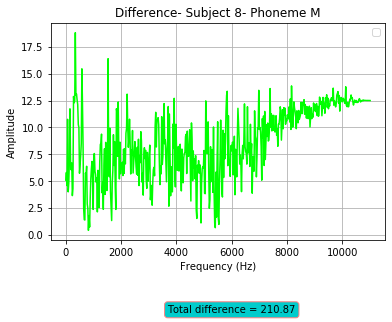 Difference- Subject 8- Phoneme M
17.5
15.0
12.5
10.0
7.5
5.0
2.5
0.0
Amplitude
0 2000 4000 6000 8000 10000
Frequency (Hz)
Total difference = 210.87